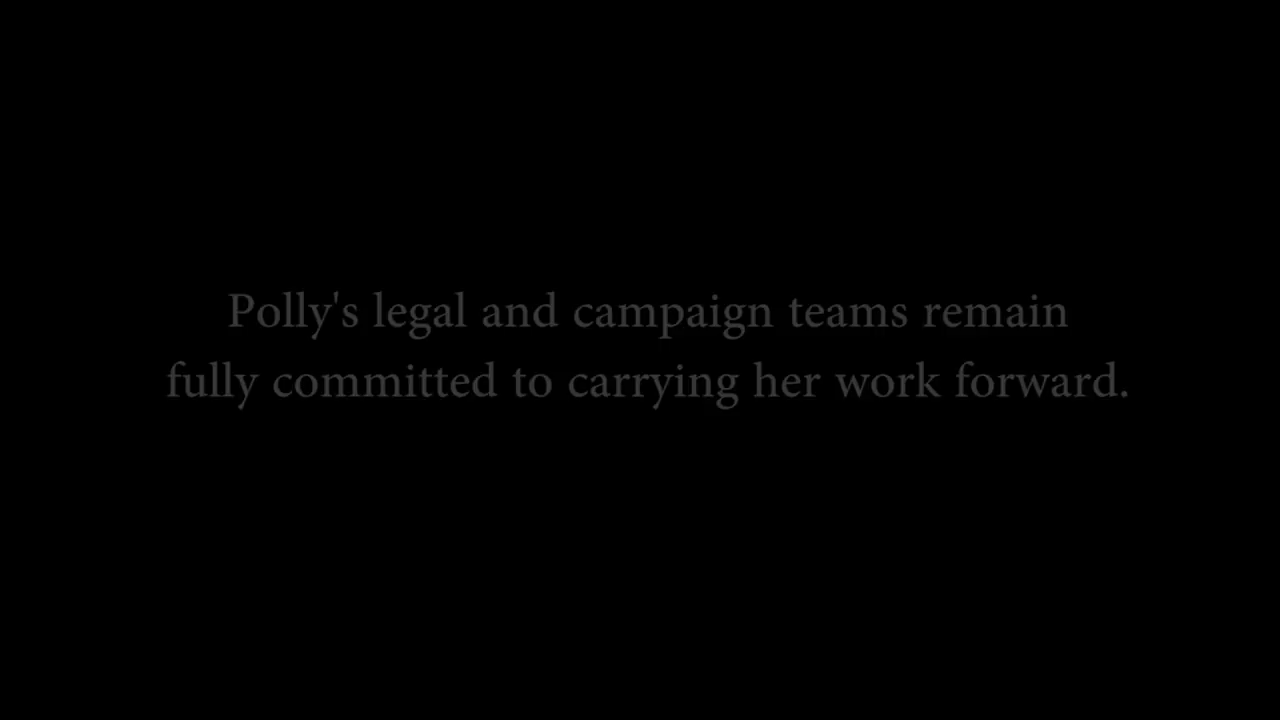 Polly's legal and campaign teams remain
fully committed to carrying her work forward.